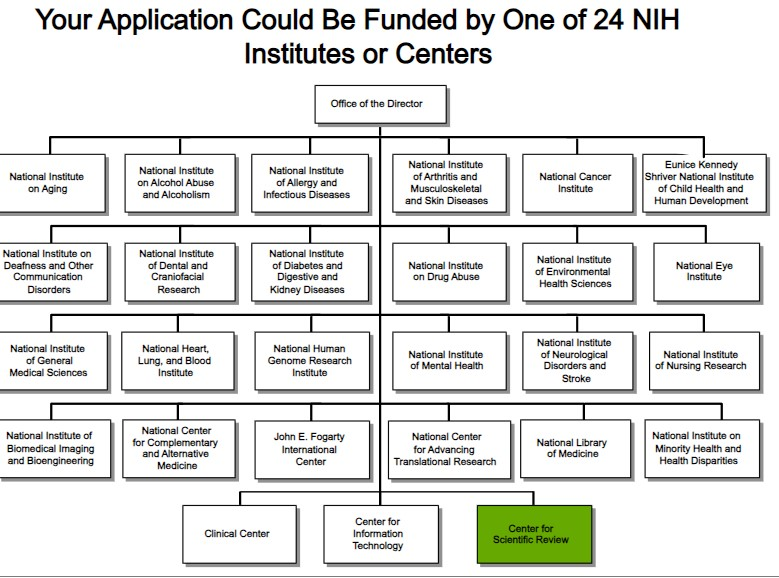 Your Application Could Be Funded by One of 24 NIH
Institutes or Centers
Office of the Director
National Institute
on Aging
National Institute
on Alcohol Abuse
and Alcoholism
National Institute
of Allergy and
Infectious Diseases
National Institute
of Arthritis and
Musculoskeletal
and Skin Diseases
National Cancer
Institute
Eunice Kennedy
Shriver National Institute
of Child Health and
Human Development
National Institute on
Deafness and Other
Communication
Disorders
National Institute
of Dental and
Craniofacial
Research
National Institute
of Diabetes and
Digestive and
Kidney Diseases
National Institute
on Drug Abuse
National Institute
of Environmental
Health Sciences
National Eye
Institute
National Institute
of General
Medical Sciences
National Heart,
Lung, and Blood
Institute
National Human
Genome Research
Institute
National Institute
of Mental Health
National Institute
of Neurological
Disorders and
Stroke
National Institute
of Nursing Research
National Institute of
Biomedical Imaging
and Bioengineering
National Center
for Complementary
and Alternative
Medicine
John E. Fogarty
International
Center
National Center
for Advancing
Translational Research
National Library
of Medicine
National Institute on
Minority Health and
Health Disparities
Clinical Center
Center for
Information
Technology
Center for
Scientific Review